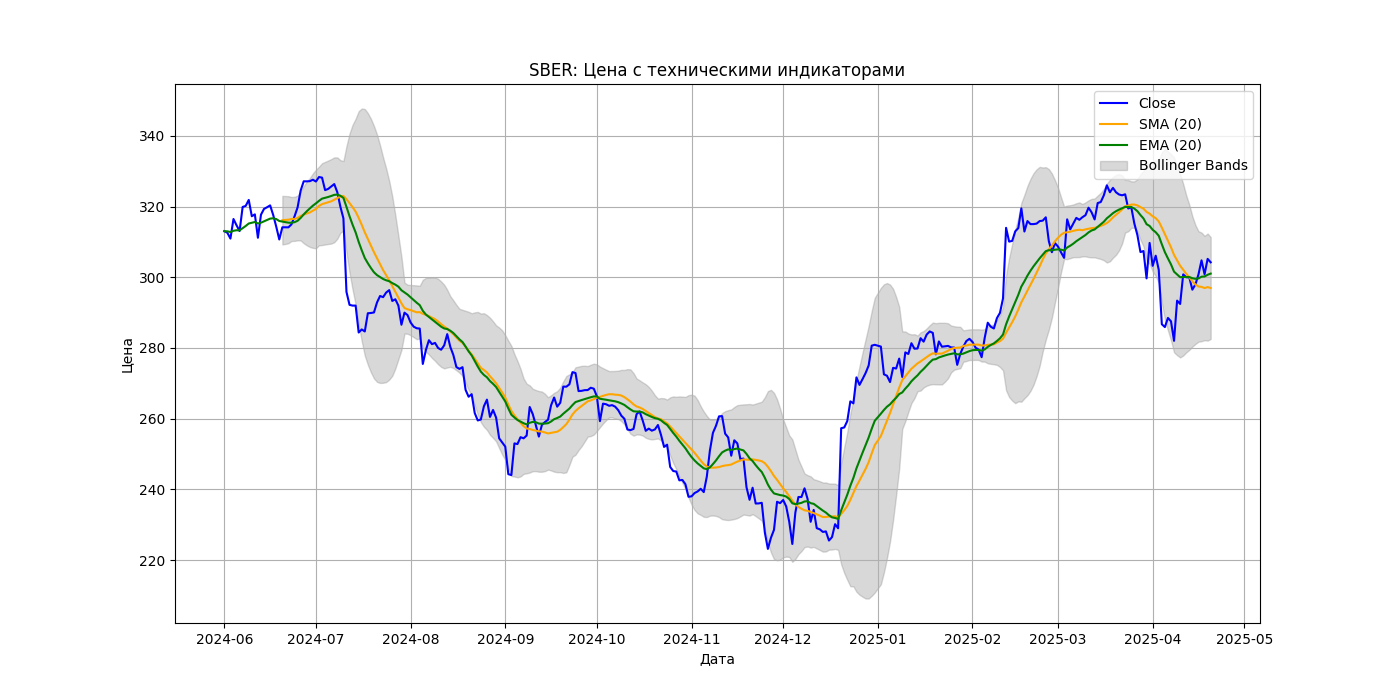 SBER: Цена с техническими индикаторами
Close
SMA (20)
EMA (20)
Bollinger Bands
340
320
300
280
260
240
220
Цена
2024-06 2024-07 2024-08 2024-09 2024-10 2024-11 2024-12 2025-01 2025-02 2025-03 2025-04 2025-05
Дата